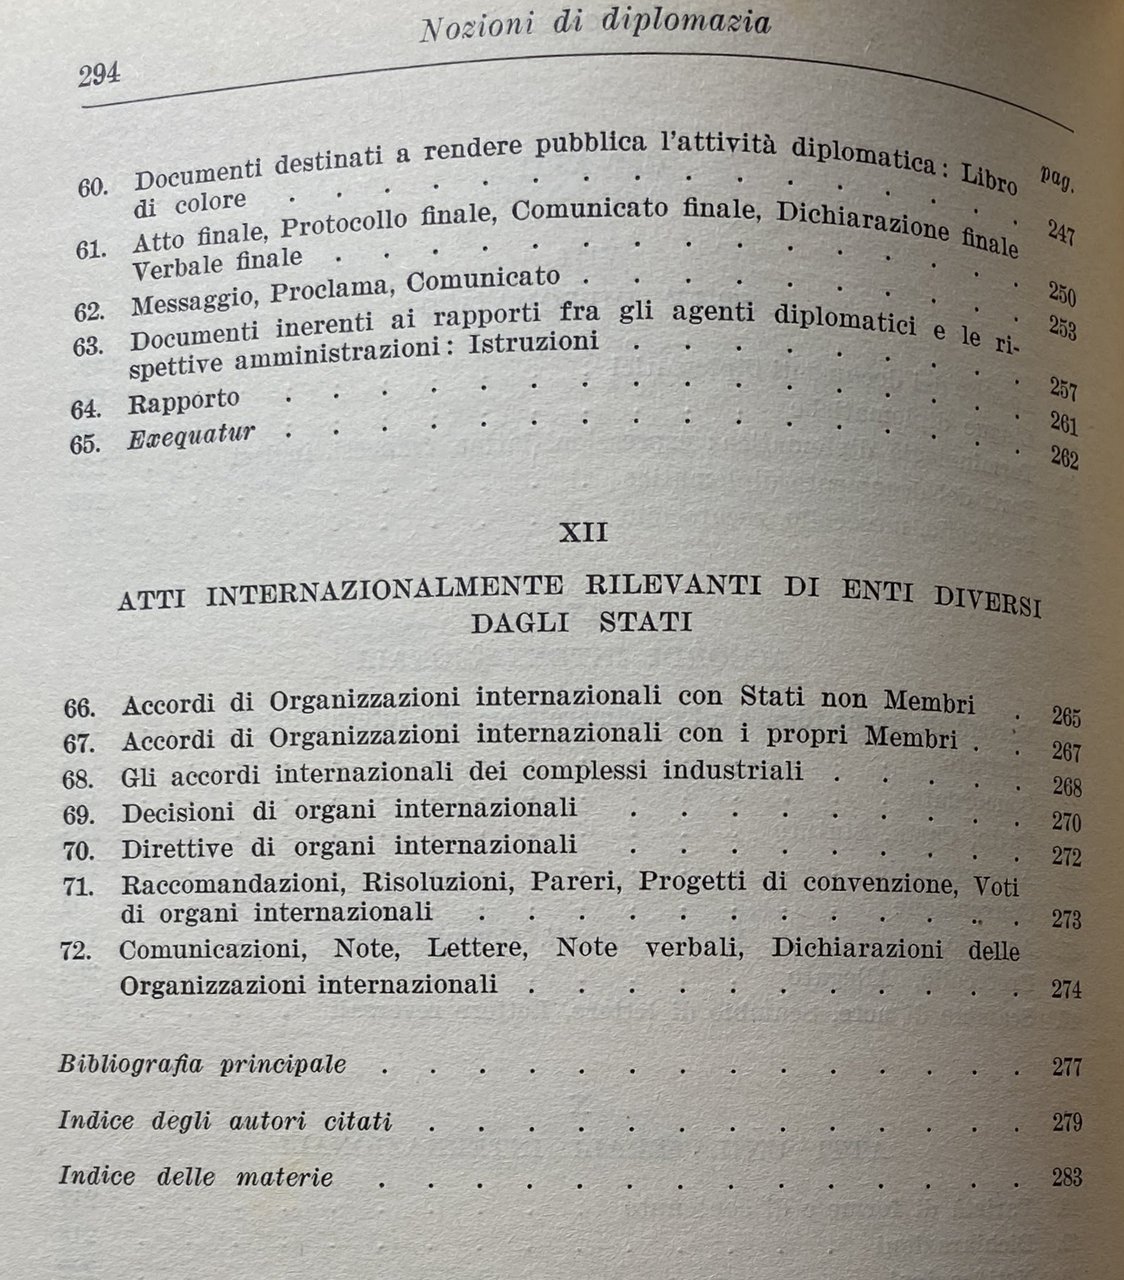 294
Nozioni di diplomazia
pag.
60. Documenti destinati a rendere pubblica l'attività diplomatica: Libro
di colore . . . . . . . . . . . . . . 247
61. Atto finale, Protocollo finale, Comunicato finale, Dichiarazione finale
Verbale finale . . . . . . . . . . . . . . 250
62. Messaggio, Proclama, Comunicato . . . . . . . . . 253
63. Documenti inerenti ai rapporti fra gli agenti diplomatici e le ri-
spettive amministrazioni: Istruzioni . . . . . . . . 257
64. Rapporto . . . . . . . . . . . . . . . 261
65. Exequatur . . . . . . . . . . . . . . . 262
XII
ATTI INTERNAZIONALMENTE RILEVANTI DI ENTI DIVERSI
DAGLI STATI
66. Accordi di Organizzazioni internazionali con Stati non Membri . 265
67. Accordi di Organizzazioni internazionali con i propri Membri . . 267
68. Gli accordi internazionali dei complessi industriali . . . . . 268
69. Decisioni di organi internazionali . . . . . . . . . 270
70. Direttive di organi internazionali . . . . . . . . . 272
71. Raccomandazioni, Risoluzioni, Pareri, Progetti di convenzione, Voti
di organi internazionali . . . . . . . . . . . . 273
72. Comunicazioni, Note, Lettere, Note verbali, Dichiarazioni delle
Organizzazioni internazionali . . . . . . . . . . . 274
Bibliografia principale . . . . . . . . . . . . . . 277
Indice degli autori citati . . . . . . . . . . . . . 279
Indice delle materie . . . . . . . . . . . . . . 283